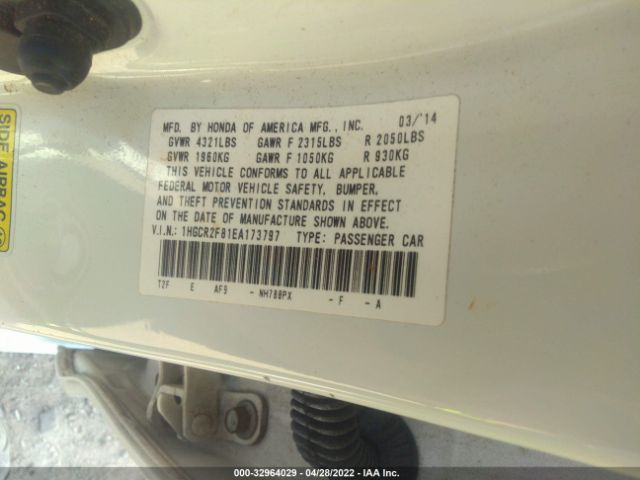 MFD. BY HONDA OF AMERICA MFG., INC. 03/'14
GVWR 4321LBS GAWR F 2315LBS R 2050LBS
GVWR 1960KG GAWR F 1050KG R 930KG
THIS VEHICLE CONFORMS TO ALL APPLICABLE
FEDERAL MOTOR VEHICLE SAFETY, BUMPER,
AND THEFT PREVENTION STANDARDS IN EFFECT
ON THE DATE OF MANUFACTURE SHOWN ABOVE.
V.I.N.: 1HGCR2F81EA173797 TYPE: PASSENGER CAR
T2F E AF9 - NH788PX - F - A
SIDE AIRBAG
000-32964029 - 04/28/2022 - IAA Inc.